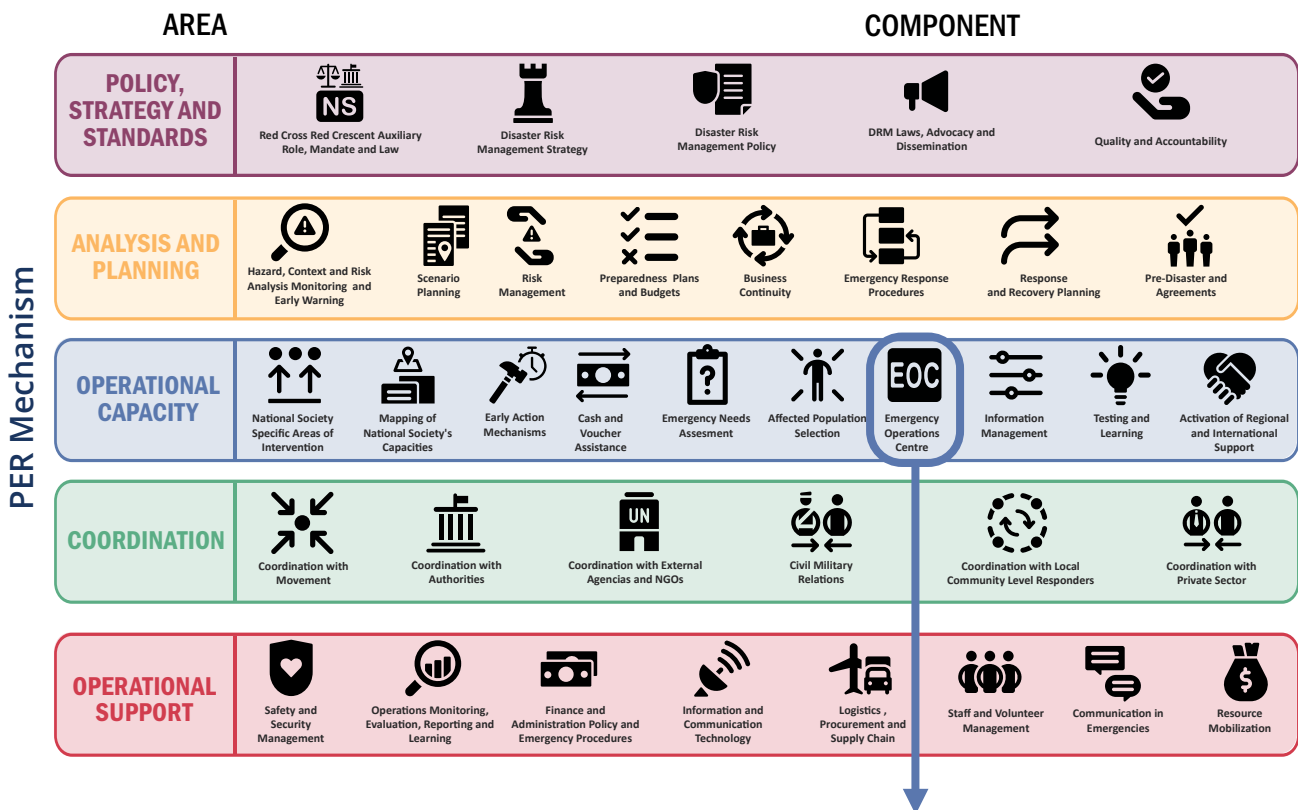 AREA
COMPONENT
PER Mechanism
POLICY,
STRATEGY AND
STANDARDS
NS
Red Cross Red Crescent Auxiliary
Role, Mandate and Law
Disaster Risk
Management Strategy
Disaster Risk
Management Policy
DRM Laws, Advocacy and
Dissemination
Quality and Accountability
ANALYSIS AND
PLANNING
Hazard, Context and Risk
Analysis Monitoring and
Early Warning
Scenario
Planning
Risk
Management
Preparedness Plans
and Budgets
Business
Continuity
Emergency Response
Procedures
Response
and Recovery Planning
Pre-Disaster and
Agreements
OPERATIONAL
CAPACITY
National Society
Specific Areas of
Intervention
Mapping of
National Society's
Capacities
Early Action
Mechanisms
Cash and
Voucher
Assistance
?
Emergency Needs
Assesment
Affected Population
Selection
EOC
Emergency
Operations
Centre
Information
Management
Testing and
Learning
Activation of Regional
and International
Support
COORDINATION
Coordination with
Movement
Coordination with
Authorities
UN
Coordination with External
Agencias and NGOs
Civil Military
Relations
Coordination with Local
Community Level Responders
Coordination with
Private Sector
OPERATIONAL
SUPPORT
Safety and
Security
Management
Operations Monitoring,
Evaluation, Reporting and
Learning
Finance and
Administration Policy and
Emergency Procedures
Information and
Communication
Technology
Logistics ,
Procurement and
Supply Chain
Staff and Volunteer
Management
Communication in
Emergencies
$
Resource
Mobilization